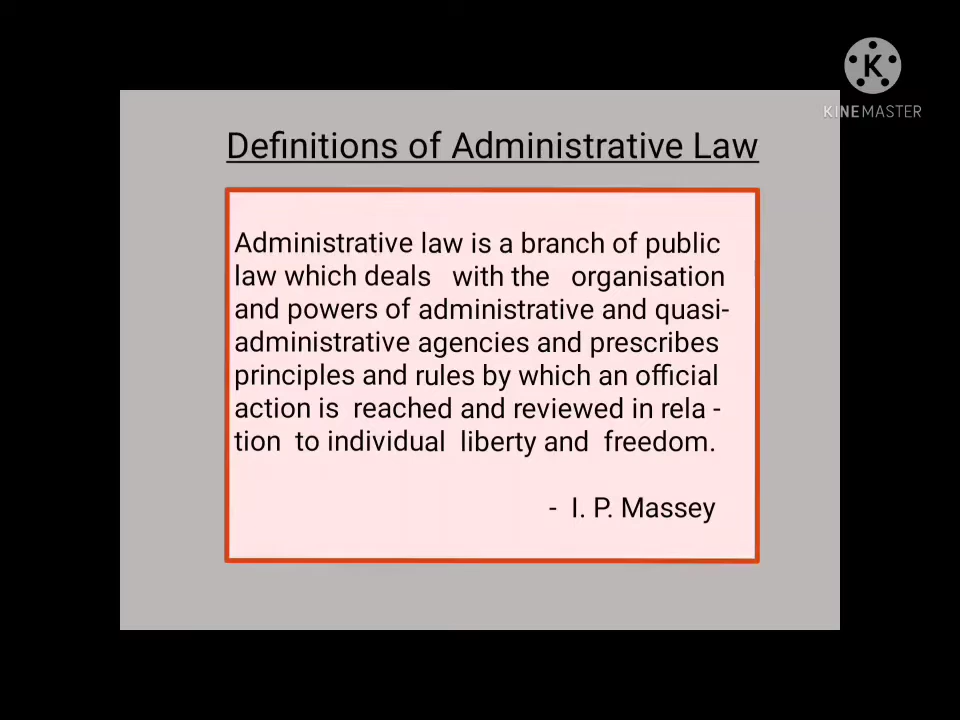 K
KINEMASTER
Definitions of Administrative Law
Administrative law is a branch of public
law which deals with the organisation
and powers of administrative and quasi-
administrative agencies and prescribes
principles and rules by which an official
action is reached and reviewed in rela -
tion to individual liberty and freedom.
- I. P. Massey